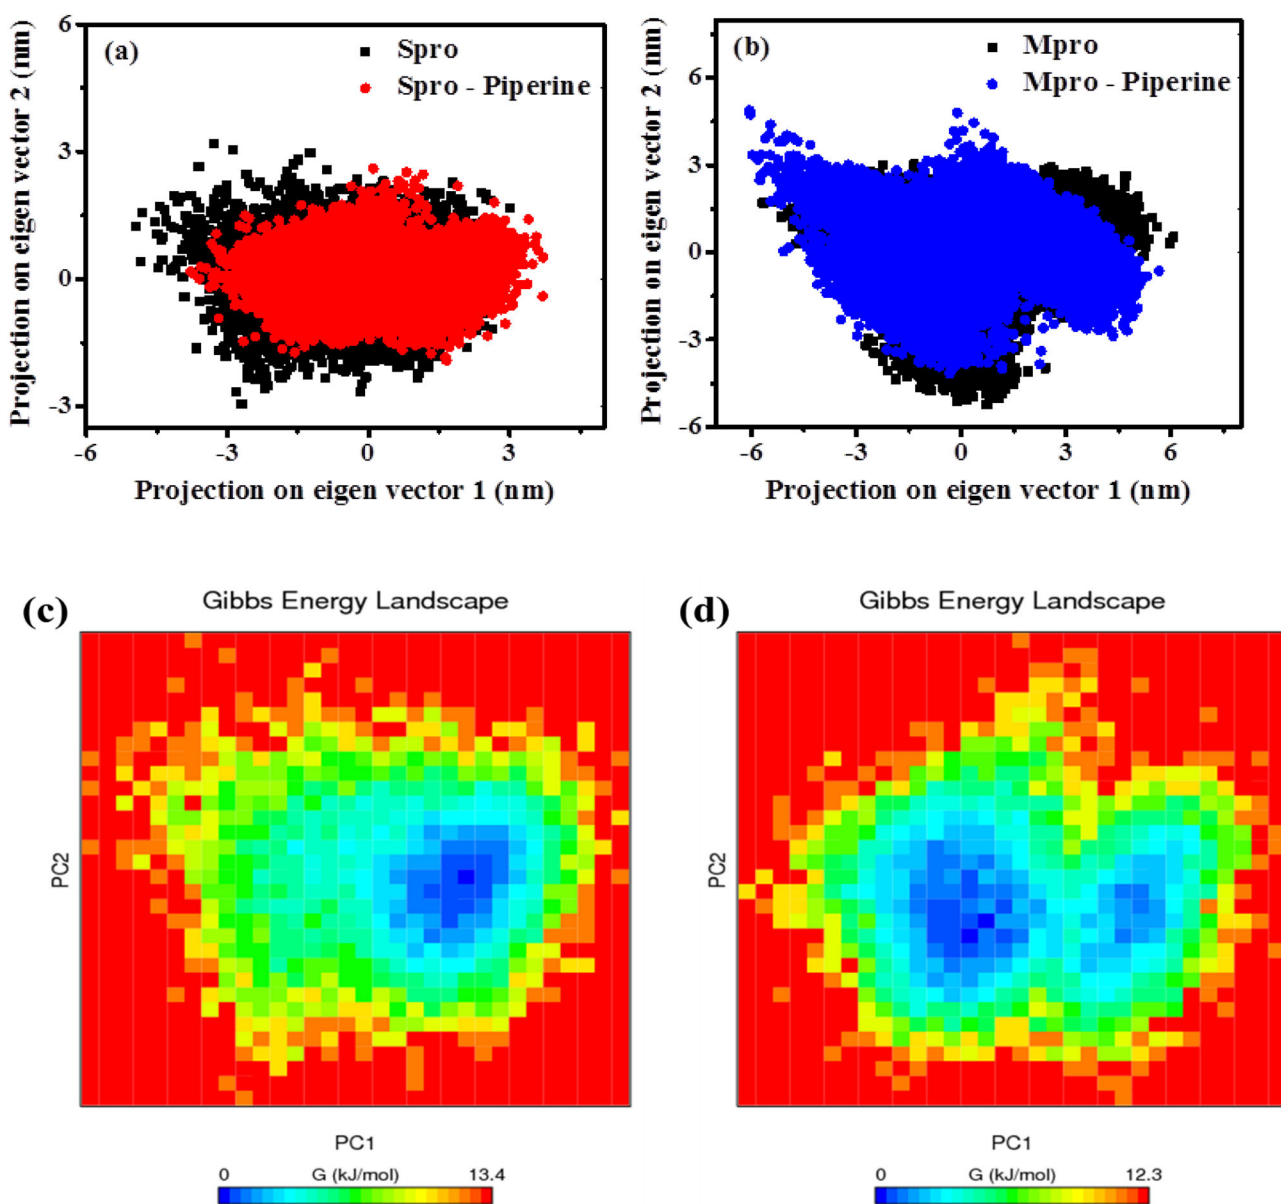 (a)
Spro
Spro - Piperine
6
3
0
-3
-6
-3
0
3
Projection on eigen vector 2 (nm)
Projection on eigen vector 1 (nm)
(b)
Mpro
Mpro - Piperine
6
3
0
-3
-6
-6
-3
0
3
6
Projection on eigen vector 2 (nm)
Projection on eigen vector 1 (nm)
(c)
Gibbs Energy Landscape
PC2
PC1
0
G (kJ/mol)
13.4
(d)
Gibbs Energy Landscape
PC2
PC1
0
G (kJ/mol)
12.3